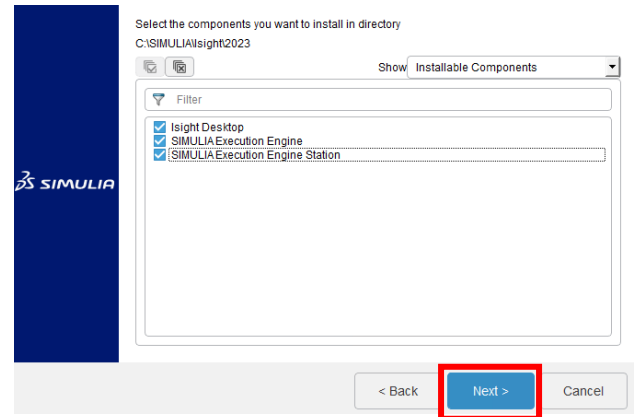 Select the components you want to install in directory
C:\SIMULIA\Isight\2023
Show Installable Components
Filter
Isight Desktop
SIMULIA Execution Engine
SIMULIA Execution Engine Station
3S SIMULIA
< Back Next > Cancel